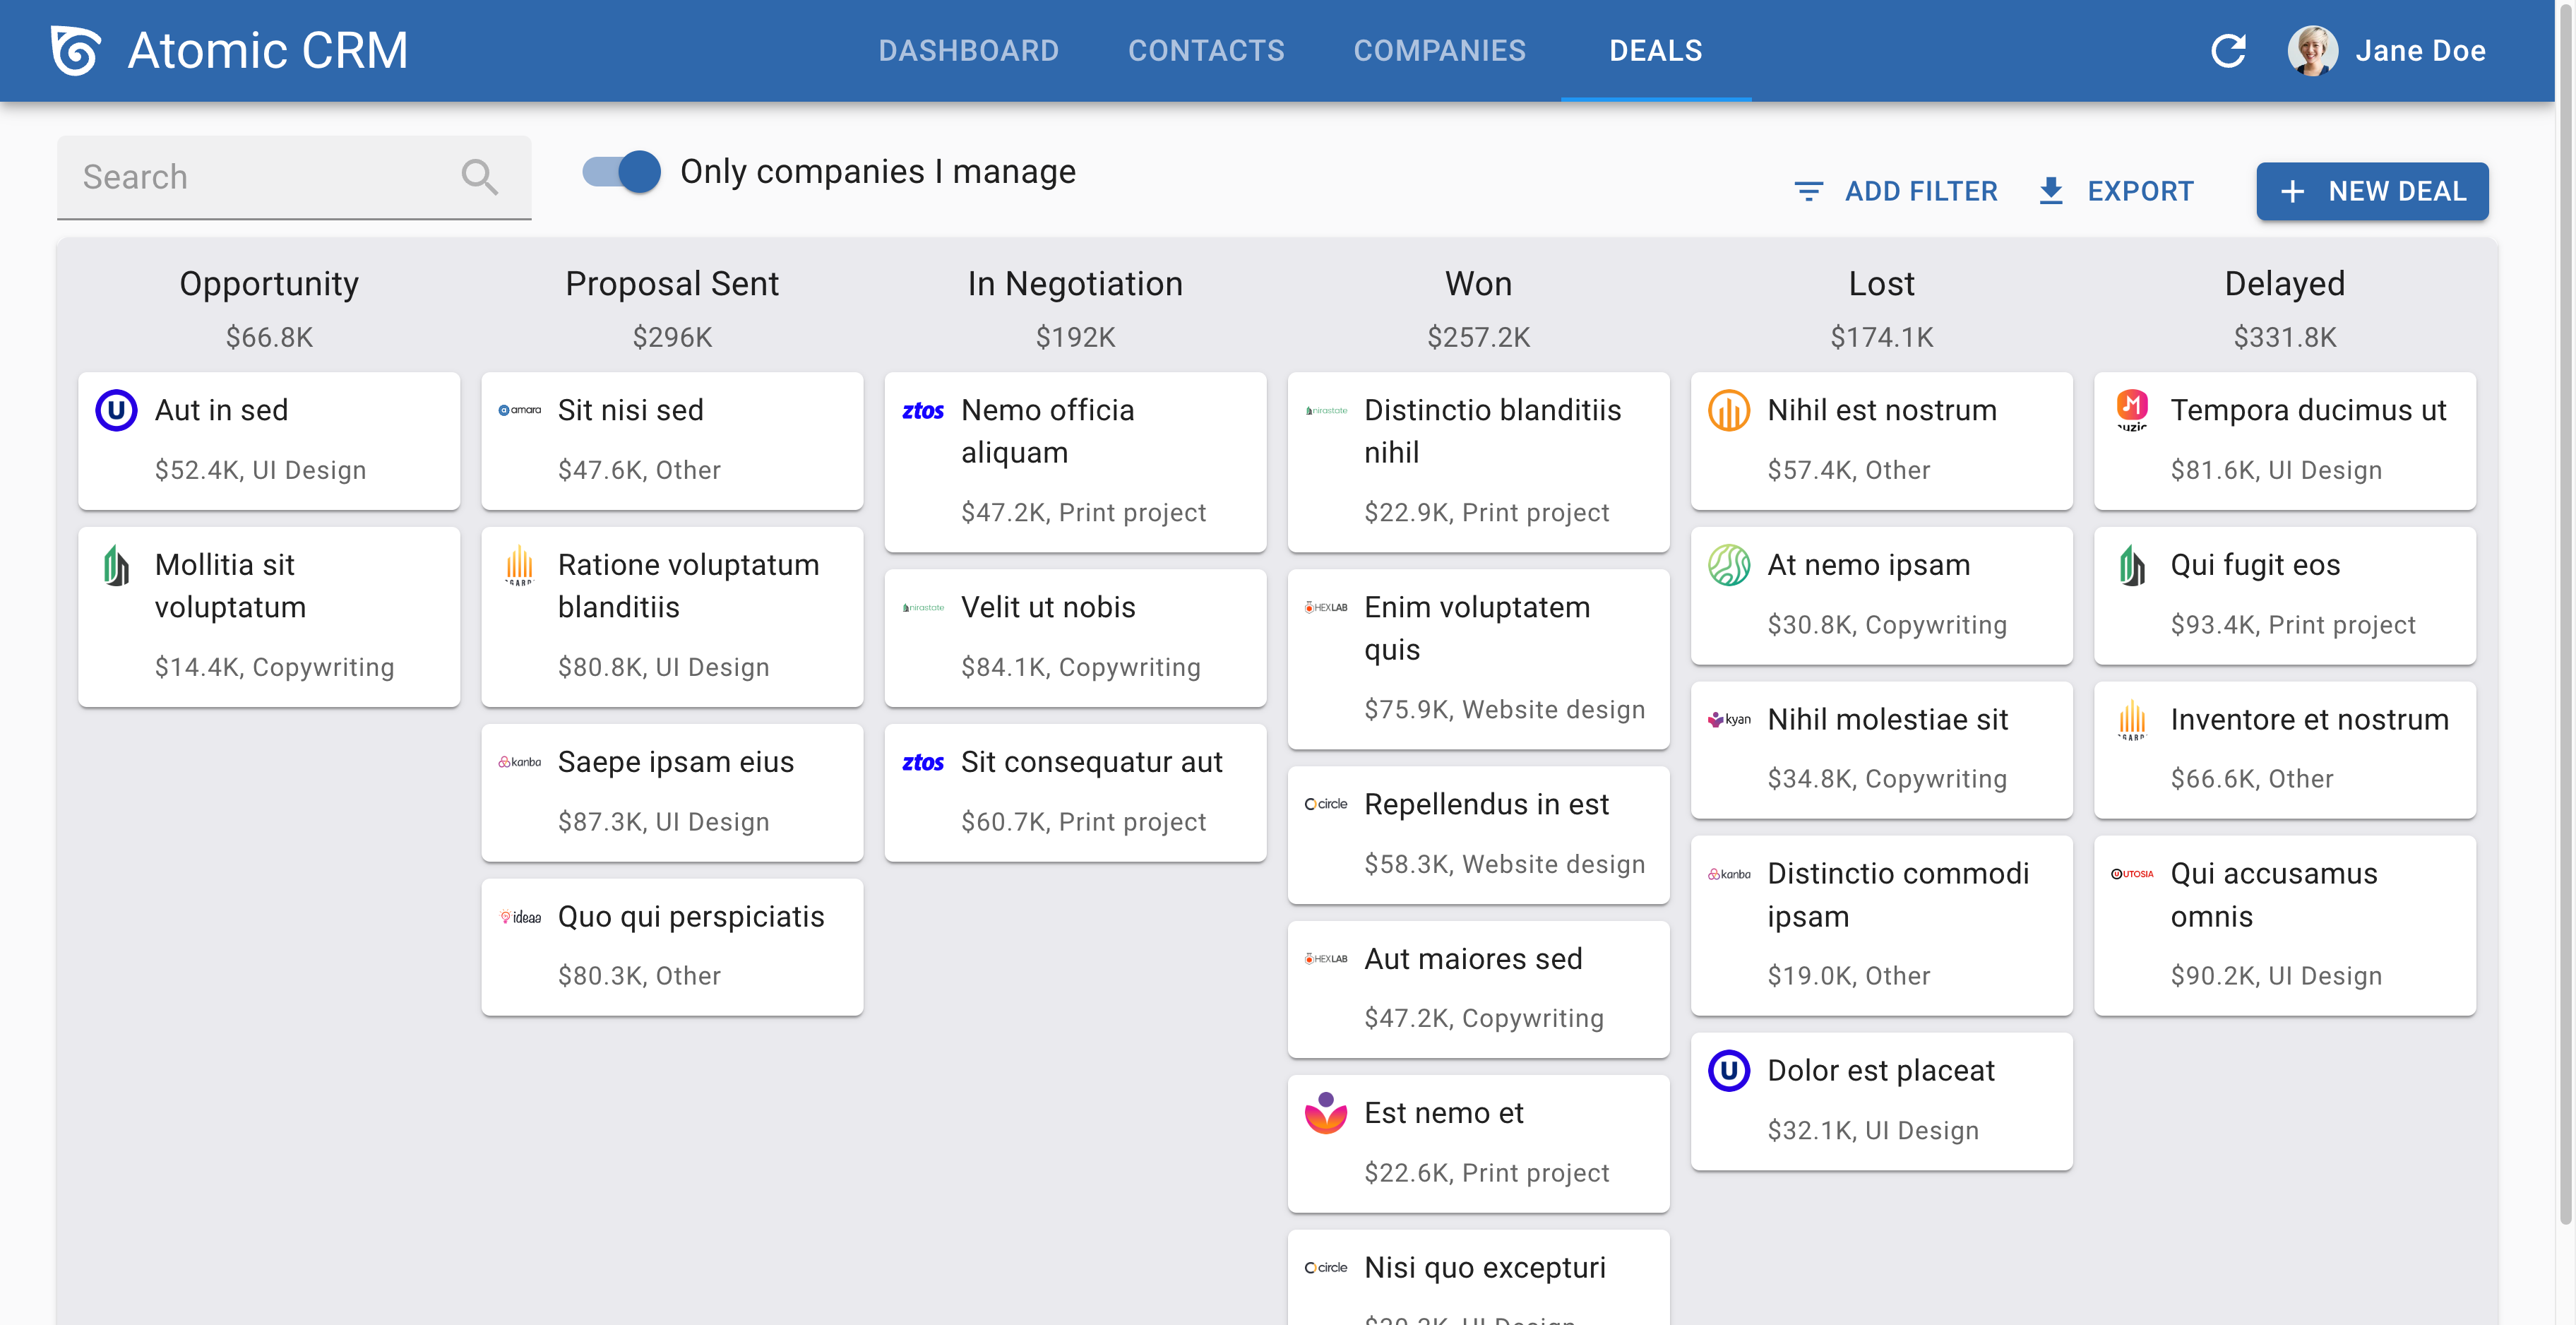 Atomic CRM
DASHBOARD
CONTACTS
COMPANIES
DEALS
Jane Doe
Search
Only companies I manage
ADD FILTER
EXPORT
NEW DEAL
Opportunity
$66.8K
U
Aut in sed
$52.4K, UI Design
Mollitia sit
voluptatum
$14.4K, Copywriting
Proposal Sent
$296K
amara
Sit nisi sed
$47.6K, Other
Ratione voluptatum
blanditiis
$80.8K, UI Design
kanba
Saepe ipsam eius
$87.3K, UI Design
ideaa
Quo qui perspiciatis
$80.3K, Other
In Negotiation
$192K
ztos
Nemo officia
aliquam
$47.2K, Print project
nirastate
Velit ut nobis
$84.1K, Copywriting
ztos
Sit consequatur aut
$60.7K, Print project
Won
$257.2K
nirastate
Distinctio blanditiis
nihil
$22.9K, Print project
HEXLAB
Enim voluptatem
quis
$75.9K, Website design
circle
Repellendus in est
$58.3K, Website design
HEXLAB
Aut maiores sed
$47.2K, Copywriting
Est nemo et
$22.6K, Print project
circle
Nisi quo excepturi
Lost
$174.1K
Nihil est nostrum
$57.4K, Other
At nemo ipsam
$30.8K, Copywriting
kyan
Nihil molestiae sit
$34.8K, Copywriting
kanba
Distinctio commodi
ipsam
$19.0K, Other
U
Dolor est placeat
$32.1K, UI Design
Delayed
$331.8K
Tempora ducimus ut
$81.6K, UI Design
Qui fugit eos
$93.4K, Print project
Inventore et nostrum
$66.6K, Other
UTOSIA
Qui accusamus
omnis
$90.2K, UI Design